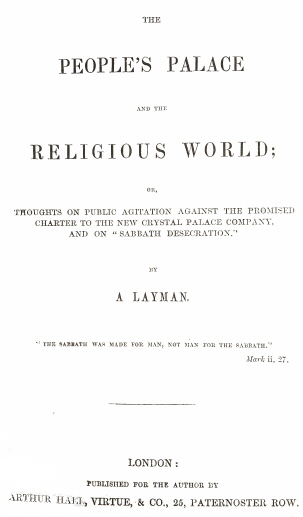 THE
PEOPLE'S PALACE
AND THE
RELIGIOUS WORLD;
OR,
THOUGHTS ON PUBLIC AGITATION AGAINST THE PROMISED
CHARTER TO THE NEW CRYSTAL PALACE COMPANY,
AND ON "SABBATH DESECRATION."
BY
A LAYMAN.
"THE SABBATH WAS MADE FOR MAN, NOT MAN FOR THE SABBATH."
Mark ii, 27.
LONDON:
PUBLISHED FOR THE AUTHOR BY
ARTHUR HALL, VIRTUE, & CO., 25, PATERNOSTER ROW.